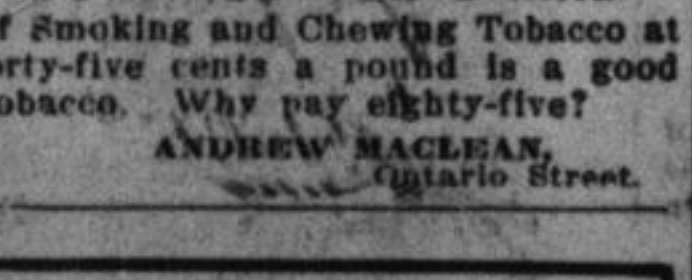 f Smoking and Chewing Tobacco at
orty-five cents a pound is a good
obacco. Why pay eighty-five?
ANDREW MACLEAN,
Ontario Street.